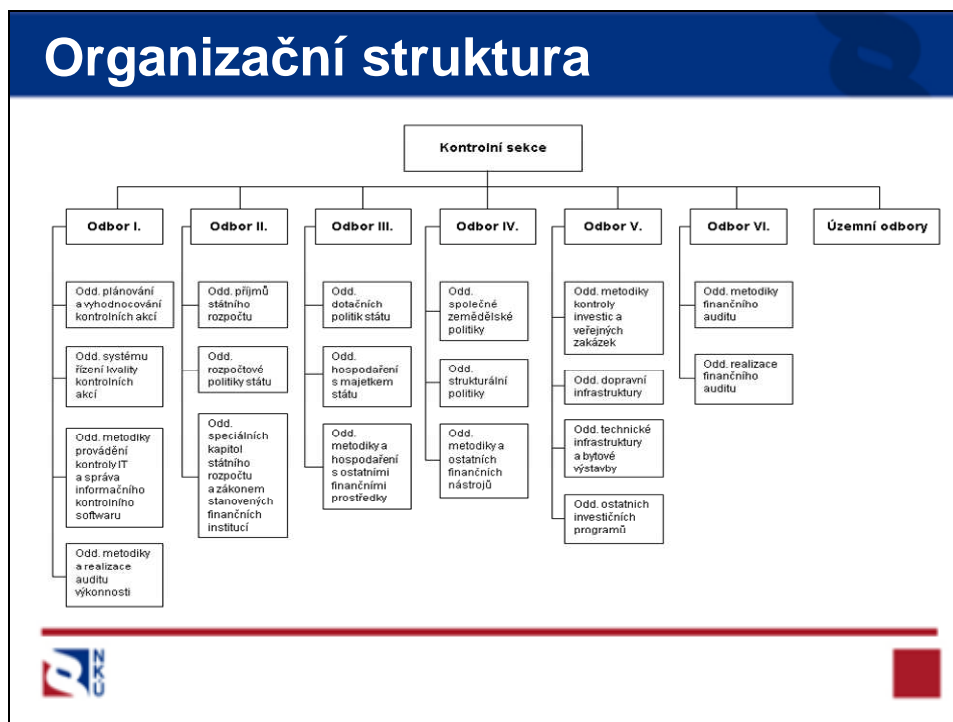 Organizační struktura
Kontrolní sekce
Odbor I.
Odbor II.
Odbor III.
Odbor IV.
Odbor V.
Odbor VI.
Územní odbory
Odd. plánování
a vyhodnocování
kontrolních akcí
Odd. systému
řízení kvality
kontrolních
akcí
Odd. metodiky
provádění
kontroly IT
a správa
informačního
kontrolního
softwaru
Odd. metodiky
a realizace
auditu
výkonnosti
Odd. příjmů
státního
rozpočtu
Odd.
rozpočtové
politiky státu
Odd.
speciálních
kapitol
státního
rozpočtu
a zákonem
stanovených
finančních
institucí
Odd.
dotačních
politik státu
Odd.
hospodaření
s majetkem
státu
Odd.
metodiky a
hospodaření
s ostatními
finančními
prostředky
Odd.
společné
zemědělské
politiky
Odd.
strukturální
politiky
Odd.
metodiky a
ostatních
finančních
nástrojů
Odd. metodiky
kontroly
investic a
veřejných
zakázek
Odd. dopravní
infrastruktury
Odd. technické
infrastruktury
a bytové
výstavby
Odd. ostatnich
investičních
programů
Odd. metodiky
finančního
auditu
Odd. realizace
finančního
auditu
NKÚ